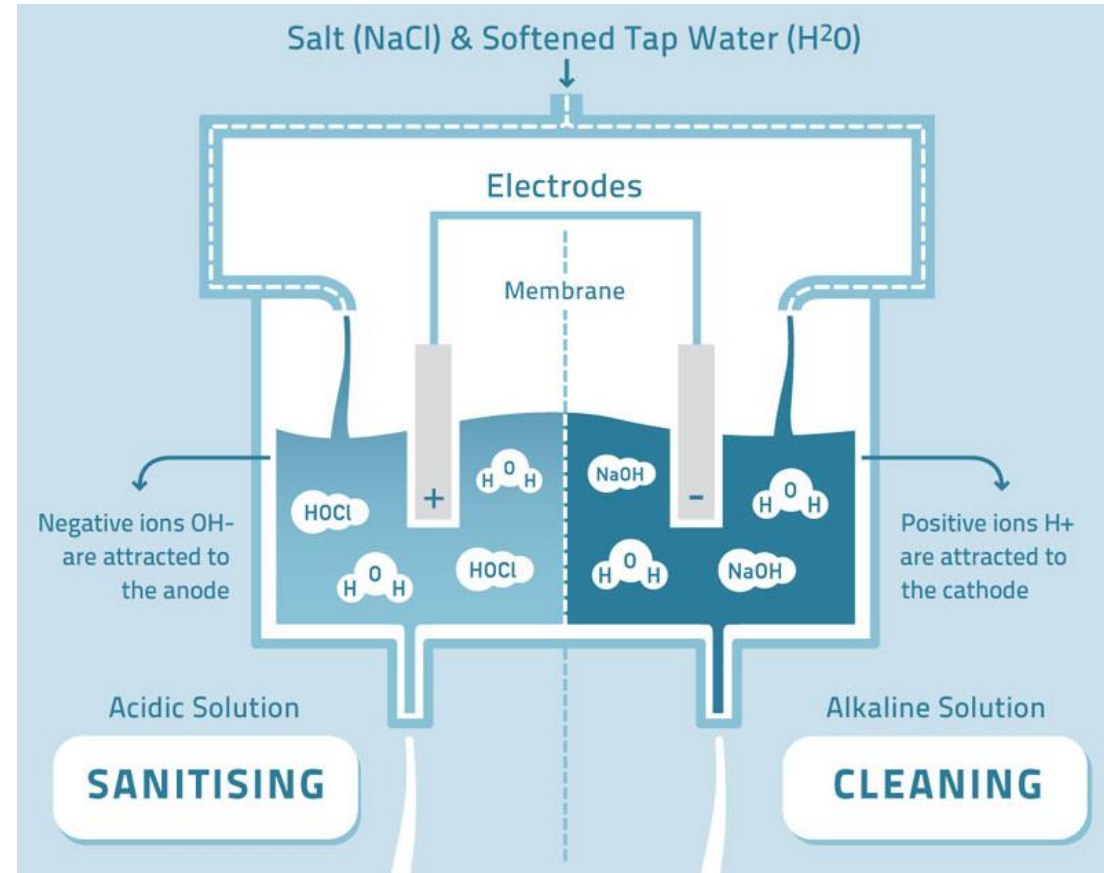 Salt (NaCl) & Softened Tap Water (H²O)
Electrodes
Membrane
+
-
HOCl
H O H
H O H
HOCl
NaOH
H O H
H O H
NaOH
Negative ions OH-
are attracted to
the anode
Positive ions H+
are attracted to
the cathode
Acidic Solution
SANITISING
Alkaline Solution
CLEANING